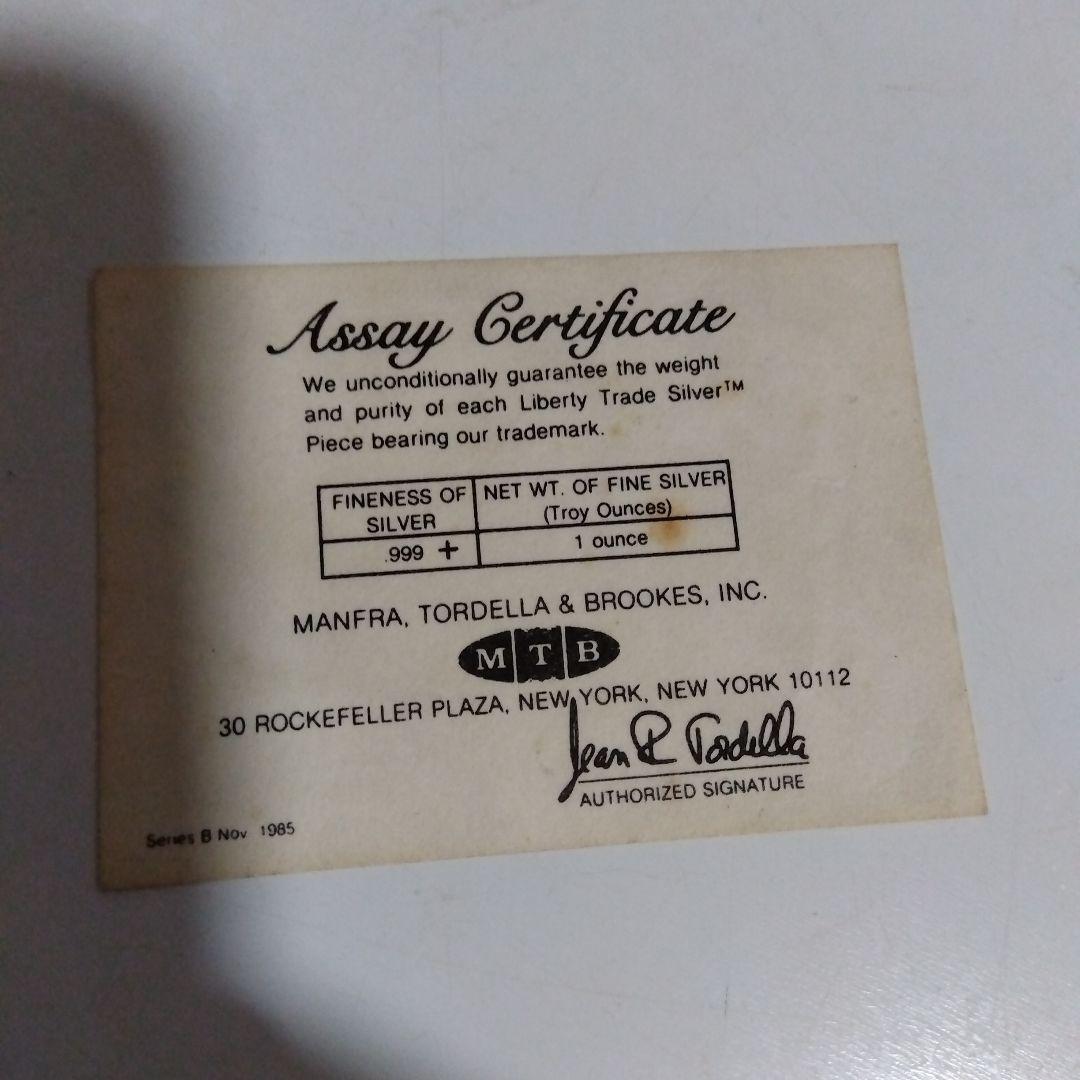 Assay Certificate
We unconditionally guarantee the weight
and purity of each Liberty Trade Silver™
Piece bearing our trademark.
FINENESS OF SILVER
NET WT. OF FINE SILVER
(Troy Ounces)
.999 +
1 ounce
MANFRA, TORDELLA & BROOKES, INC.
M T B
30 ROCKEFELLER PLAZA, NEW YORK, NEW YORK 10112
Jean R Tordella
AUTHORIZED SIGNATURE
Series B Nov 1985